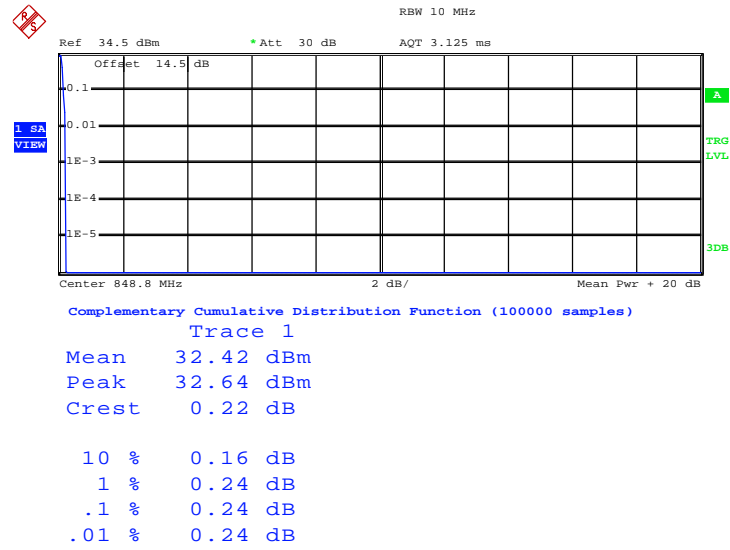 RBW 10 MHz
Ref 34.5 dBm *Att 30 dB AQT 3.125 ms
Offset 14.5 dB
0.1
A
0.01
1 SA
VIEW
TRG
LVL
1E-3
1E-4
1E-5
3DB
Center 848.8 MHz 2 dB/ Mean Pwr + 20 dB
Complementary Cumulative Distribution Function (100000 samples)
Trace 1
Mean 32.42 dBm
Peak 32.64 dBm
Crest 0.22 dB
10 % 0.16 dB
1 % 0.24 dB
.1 % 0.24 dB
.01 % 0.24 dB